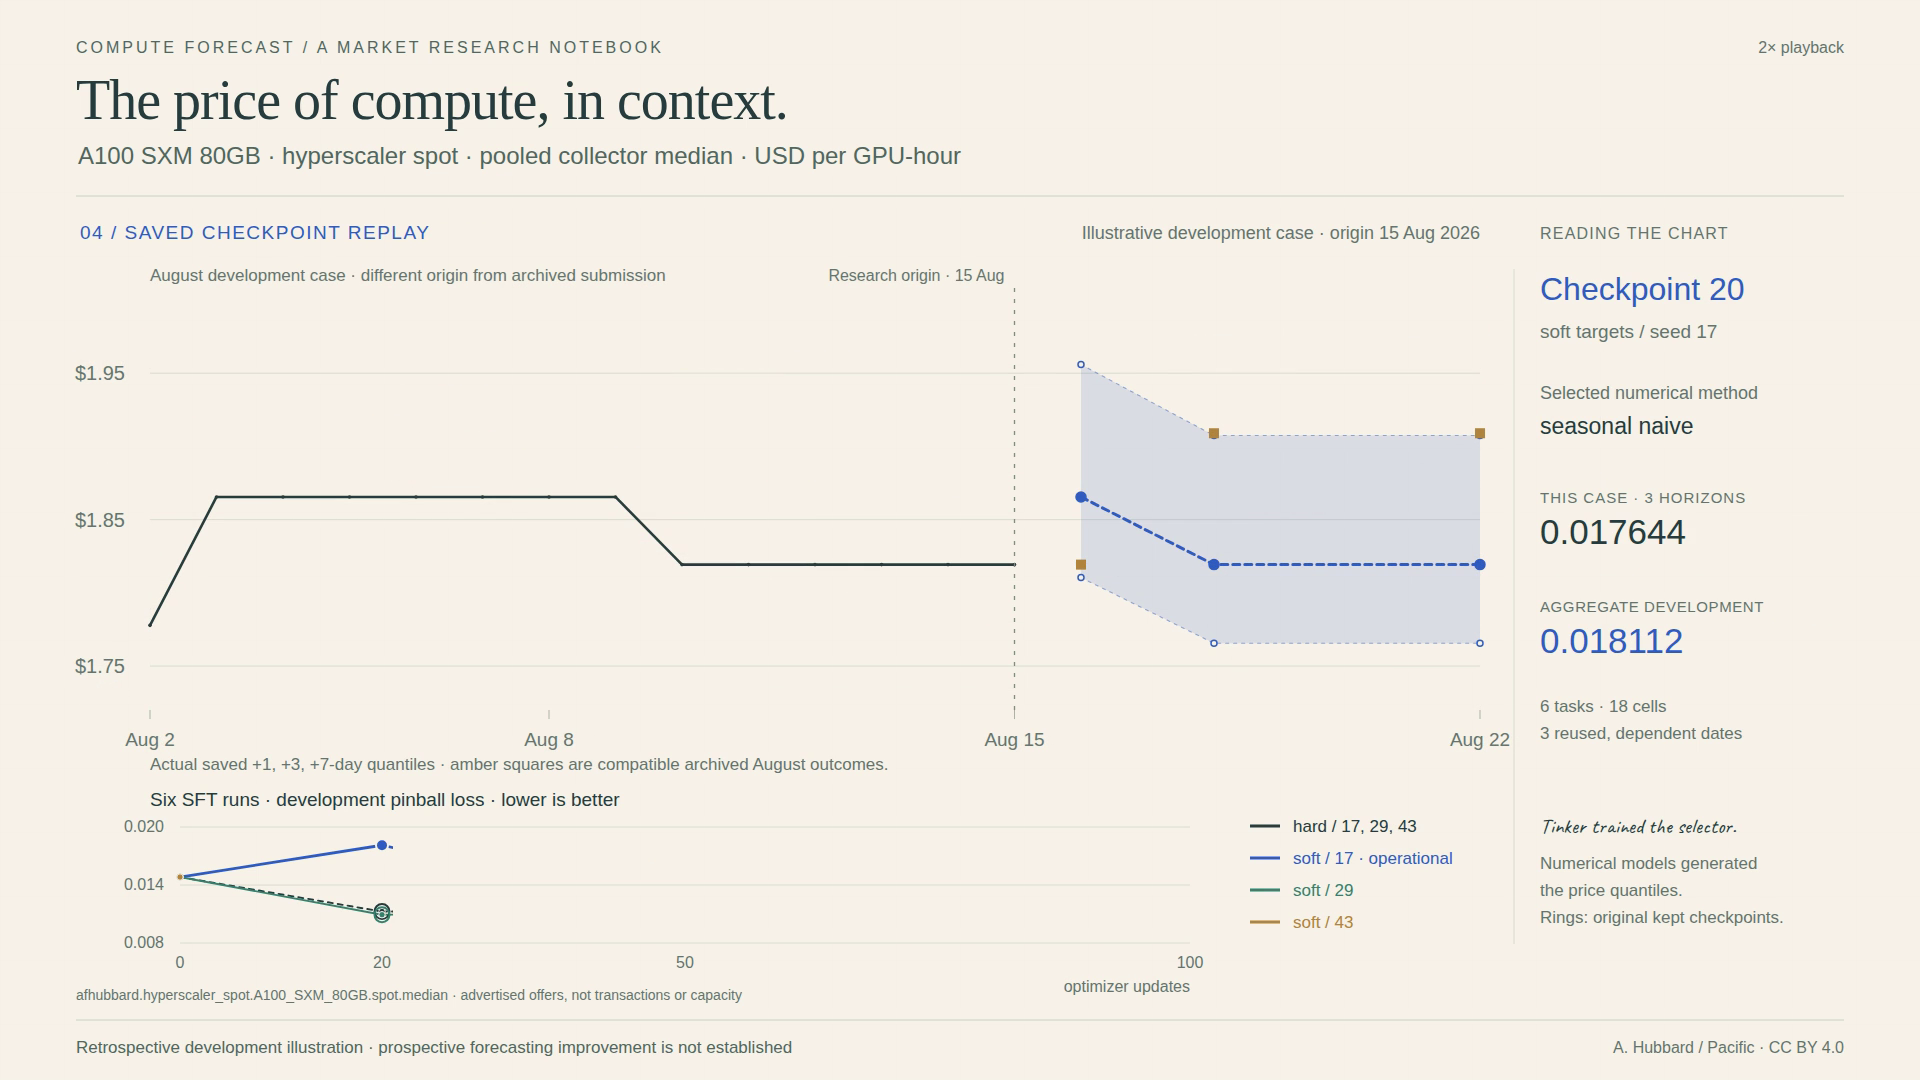 COMPUTE FORECAST / A MARKET RESEARCH NOTEBOOK
2× playback
The price of compute, in context.
A100 SXM 80GB · hyperscaler spot · pooled collector median · USD per GPU-hour
04 / SAVED CHECKPOINT REPLAY
Illustrative development case · origin 15 Aug 2026
August development case · different origin from archived submission
Research origin · 15 Aug
$1.95
$1.85
$1.75
Aug 2
Aug 8
Aug 15
Aug 22
Actual saved +1, +3, +7-day quantiles · amber squares are compatible archived August outcomes.
Six SFT runs · development pinball loss · lower is better
0.020
0.014
0.008
0
20
50
100
optimizer updates
hard / 17, 29, 43
soft / 17 · operational
soft / 29
soft / 43
READING THE CHART
Checkpoint 20
soft targets / seed 17
Selected numerical method
seasonal naive
THIS CASE · 3 HORIZONS
0.017644
AGGREGATE DEVELOPMENT
0.018112
6 tasks · 18 cells
3 reused, dependent dates
Tinker trained the selector.
Numerical models generated
the price quantiles.
Rings: original kept checkpoints.
afhubbard.hyperscaler_spot.A100_SXM_80GB.spot.median · advertised offers, not transactions or capacity
Retrospective development illustration · prospective forecasting improvement is not established
A. Hubbard / Pacific · CC BY 4.0